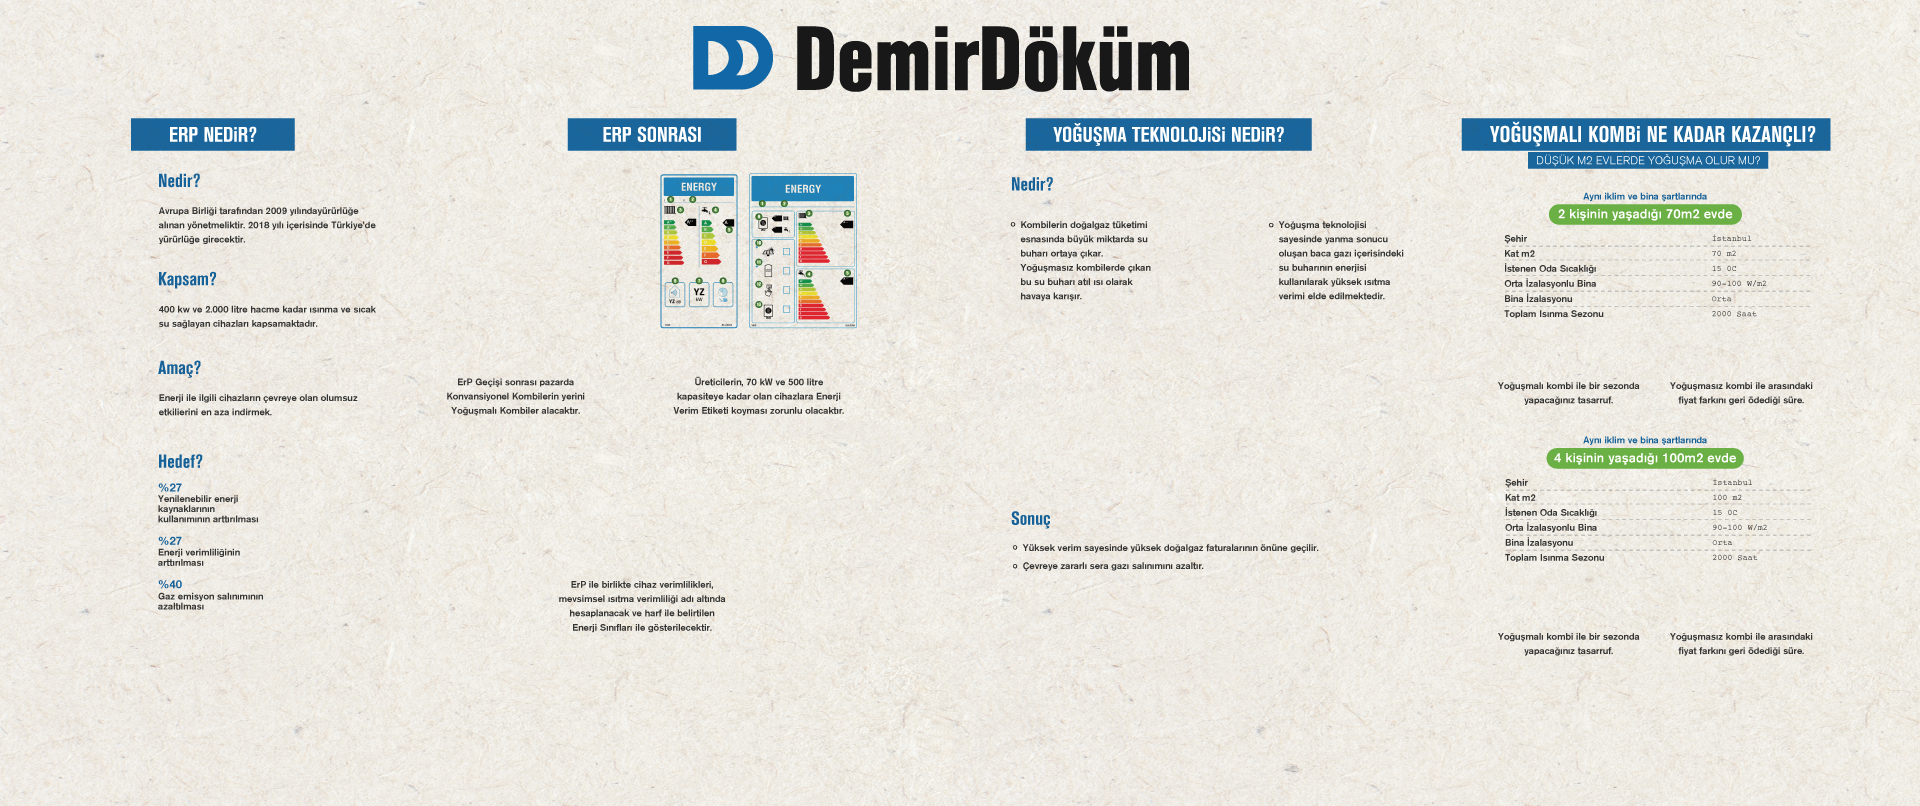 DemirDöküm
ERP NEDiR?
Nedir?
Avrupa Birliği tarafından 2009 yılındayürürlüğe
alınan yönetmeliktir. 2018 yılı içerisinde Türkiye'de
yürürlüğe girecektir.
Kapsam?
400 kw ve 2.000 litre hacme kadar ısınma ve sıcak
su sağlayan cihazları kapsamaktadır.
Amaç?
Enerji ile ilgili cihazların çevreye olan olumsuz
etkilierini en aza indirmek.
Hedef?
%27
Yenilenebilir enerji
kaynaklarının
kullanımının arttırılması
%27
Enerji verimliliğinin
arttırılması
%40
Gaz emisyon salınımının
azaltılması
ERP SONRASI
ENERGY
YZ dB
YZ
kW
ENERGY
ErP Geçişi sonrası pazarda
Konvansiyonel Kombilerin yerini
Yoğuşmalı Kombiler alacaktır.
Üreticilerin, 70 kW ve 500 litre
kapasiteye kadar olan cihazlara Enerji
Verim Etiketi koyması zorunlu olacaktır.
ErP ile birlikte cihaz verimlilikleri,
mevsimsel ısıtma verimliliği adı altında
hesaplanacak ve harf ile belirtilen
Enerji Sınıfları ile gösterilecektir.
YOĞUŞMA TEKNOLOJiSi NEDiR?
Nedir?
Kombilerin doğalgaz tüketimi
esnasında büyük miktarda su
buharı ortaya çıkar.
Yoğuşmasız kombilerde çıkan
bu su buharı atıl ısı olarak
havaya karışır.
Yoğuşma teknolojisi
sayesinde yanma sonucu
oluşan baca gazı içerisindeki
su buharının enerjisi
kullanılarak yüksek ısıtma
verimi elde edilmektedir.
Sonuç
Yüksek verim sayesinde yüksek doğalgaz faturalarının önüne geçilir.
Çevreye zararlı sera gazı salınımını azaltır.
YOĞUŞMALI KOMBi NE KADAR KAZANÇLI?
DÜŞÜK M2 EVLERDE YOĞUŞMA OLUR MU?
Aynı iklim ve bina şartlarında
2 kişinin yaşadığı 70m2 evde
Şehir İstanbul
Kat m2 70 m2
İstenen Oda Sıcaklığı 15 0C
Orta İzalasyonlu Bina 90-100 W/m2
Bina İzalasyonu Orta
Toplam Isınma Sezonu 2000 Saat
Yoğuşmalı kombi ile bir sezonda
yapacağınız tasarruf.
Yoğuşmasız kombi ile arasındaki
fiyat farkını geri ödediği süre.
Aynı iklim ve bina şartlarında
4 kişinin yaşadığı 100m2 evde
Şehir İstanbul
Kat m2 100 m2
İstenen Oda Sıcaklığı 15 0C
Orta İzalasyonlu Bina 90-100 W/m2
Bina İzalasyonu Orta
Toplam Isınma Sezonu 2000 Saat
Yoğuşmalı kombi ile bir sezonda
yapacağınız tasarruf.
Yoğuşmasız kombi ile arasındaki
fiyat farkını geri ödediği süre.